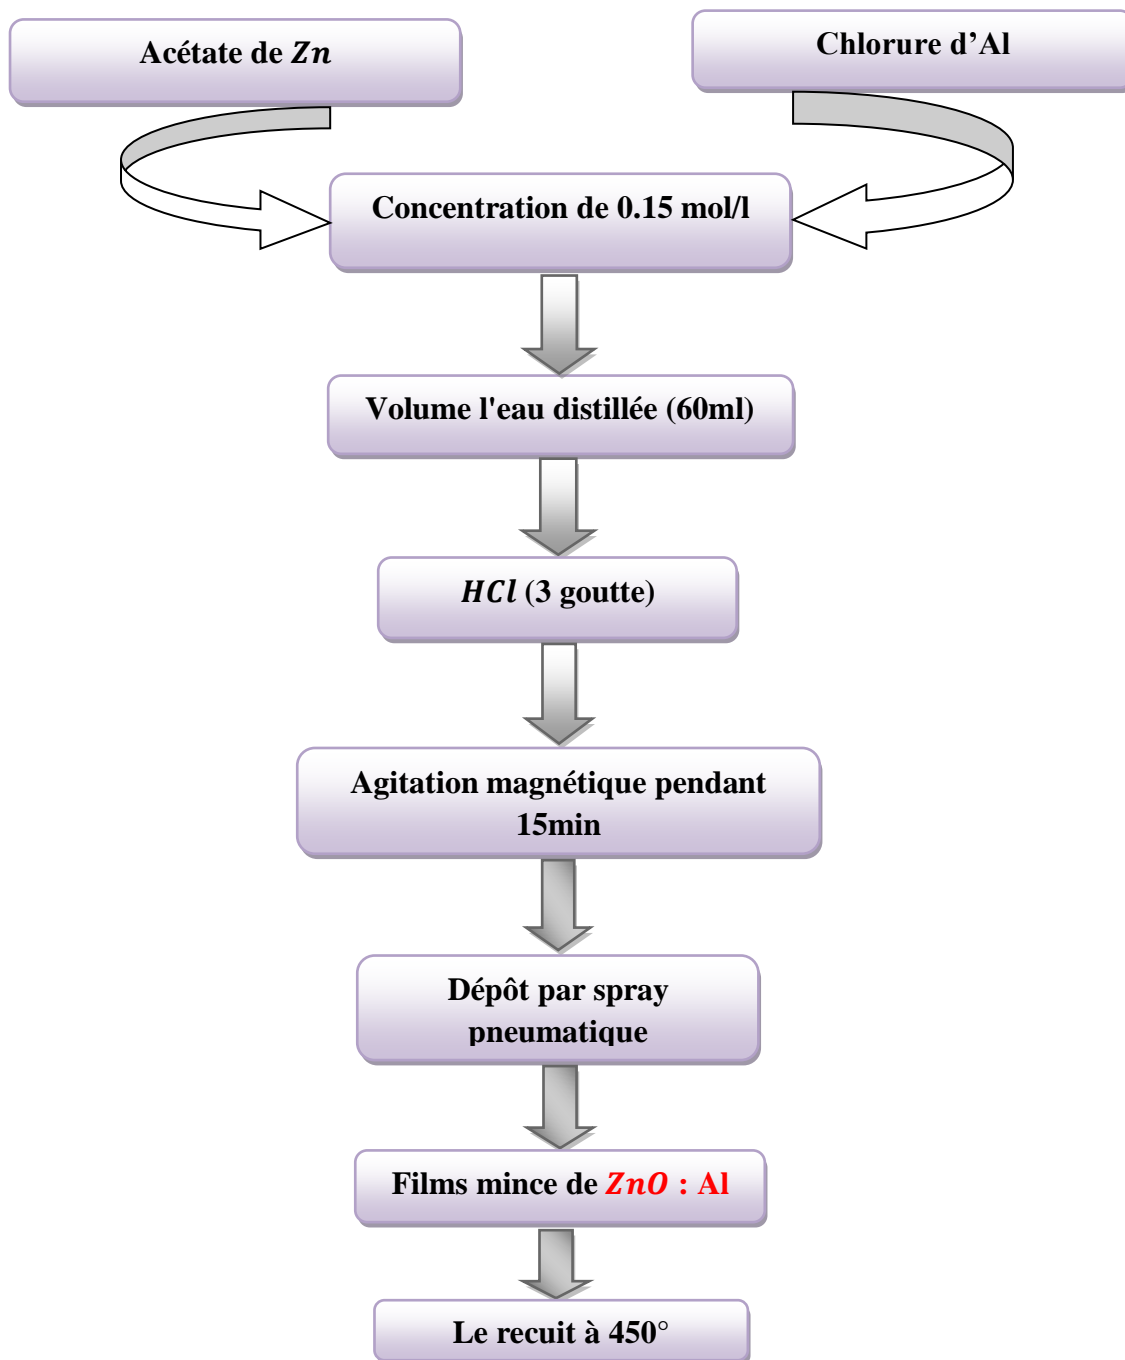 Acétate de Zn
Chlorure d’Al
Concentration de 0.15 mol/l
Volume l'eau distillée (60ml)
HCl (3 goutte)
Agitation magnétique pendant
15min
Dépôt par spray
pneumatique
Films mince de ZnO : Al
Le recuit à 450°